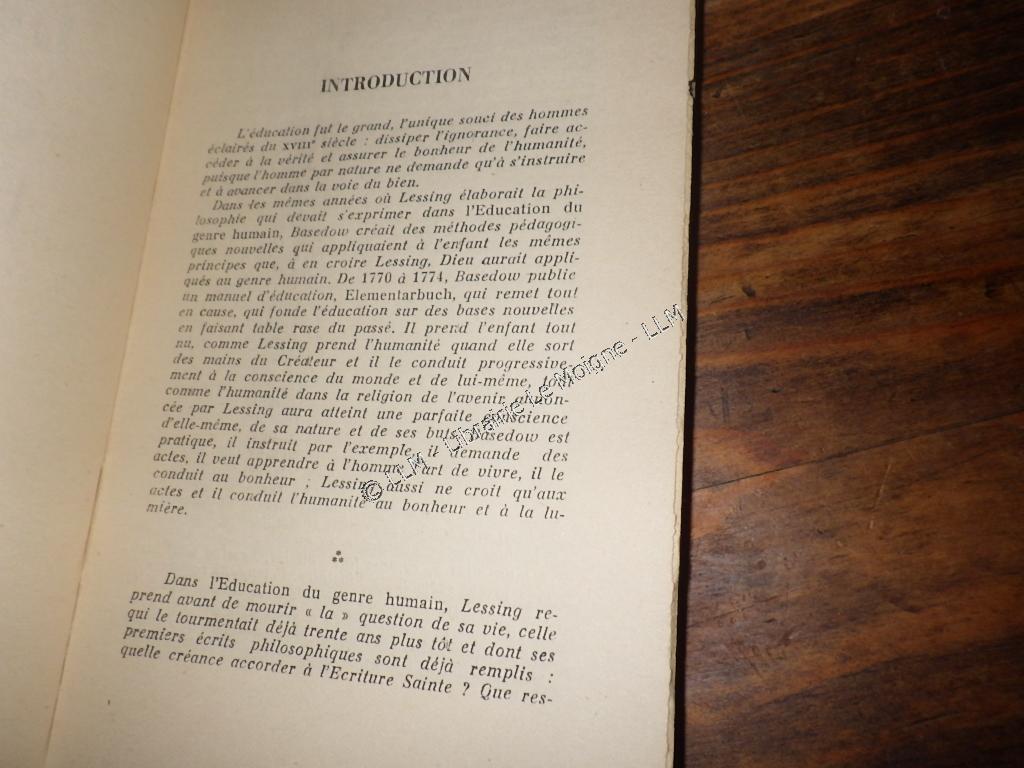 INTRODUCTION
L'éducation fut le grand, l'unique souci des hommes
éclairés du XVIIIe siècle : dissiper l'ignorance, faire ac-
céder à la vérité et assurer le bonheur de l'humanité,
puisque l'homme par nature ne demande qu'à s'instruire
et à avancer dans la voie du bien.
Dans les mêmes années où Lessing élaborait la phi-
losophie qui devait s'exprimer dans l'Education du
genre humain, Basedow créait des méthodes pédagogi-
ques nouvelles qui appliquaient à l'enfant les mêmes
principes que, à en croire Lessing, Dieu aurait appli-
qués au genre humain. De 1770 à 1774, Basedow publie
un manuel d'éducation, Elementarbuch, qui remet tout
en cause, qui fonde l'éducation sur des bases nouvelles
en faisant table rase du passé. Il prend l'enfant tout
nu, comme Lessing prend l'humanité quand elle sort
des mains du Créateur et il le conduit progressive-
ment à la conscience du monde et de lui-même, tout
comme l'humanité dans la religion de l'avenir annon-
cée par Lessing aura atteint une parfaite conscience
d'elle-même, de sa nature et de ses buts. Basedow est
pratique, il instruit par l'exemple, il demande des
actes, il veut apprendre à l'homme l'art de vivre, il le
conduit au bonheur ; Lessing aussi ne croit qu'aux
actes et il conduit l'humanité au bonheur et à la lu-
mière.
⁂
Dans l'Education du genre humain, Lessing re-
prend avant de mourir « la » question de sa vie, celle
qui le tourmentait déjà trente ans plus tôt et dont ses
premiers écrits philosophiques sont déjà remplis :
quelle créance accorder à l'Ecriture Sainte ? Que res-
© LLM - Librairie Le Moigne - LLM